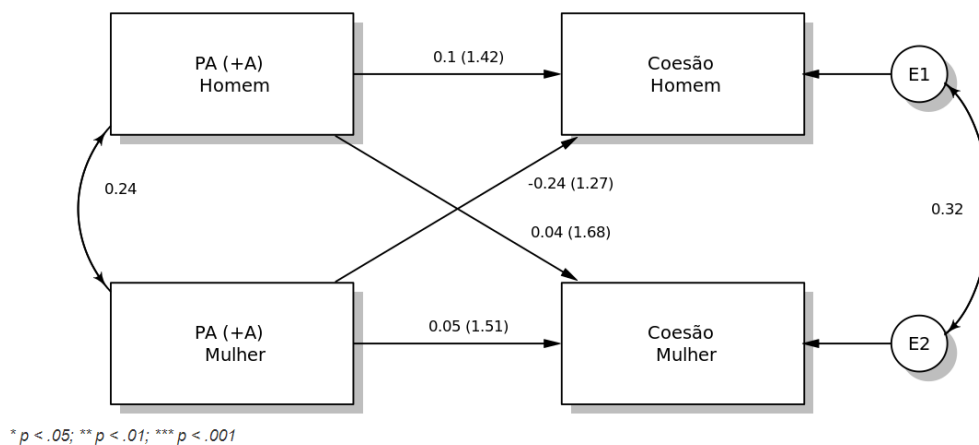 PA (+A)
Homem
0.1 (1.42)
Coesão
Homem
E1
-0.24 (1.27)
0.24
0.32
0.04 (1.68)
PA (+A)
Mulher
0.05 (1.51)
Coesão
Mulher
E2
* p < .05; ** p < .01; *** p < .001